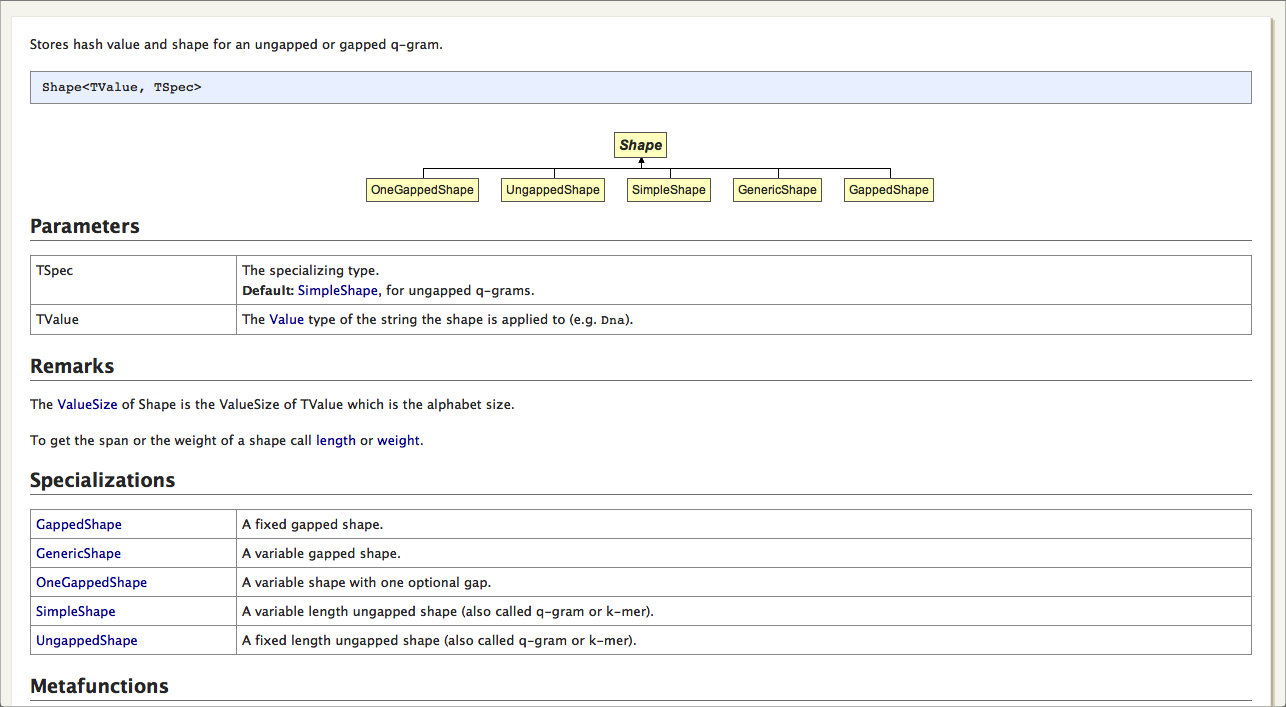 Stores hash value and shape for an ungapped or gapped q-gram.
Shape<TValue, TSpec>
Shape
OneGappedShape UngappedShape SimpleShape GenericShape GappedShape
Parameters
TSpec The specializing type.
Default: SimpleShape, for ungapped q-grams.
TValue The Value type of the string the shape is applied to (e.g. Dna).
Remarks
The ValueSize of Shape is the ValueSize of TValue which is the alphabet size.
To get the span or the weight of a shape call length or weight.
Specializations
GappedShape A fixed gapped shape.
GenericShape A variable gapped shape.
OneGappedShape A variable shape with one optional gap.
SimpleShape A variable length ungapped shape (also called q-gram or k-mer).
UngappedShape A fixed length ungapped shape (also called q-gram or k-mer).
Metafunctions